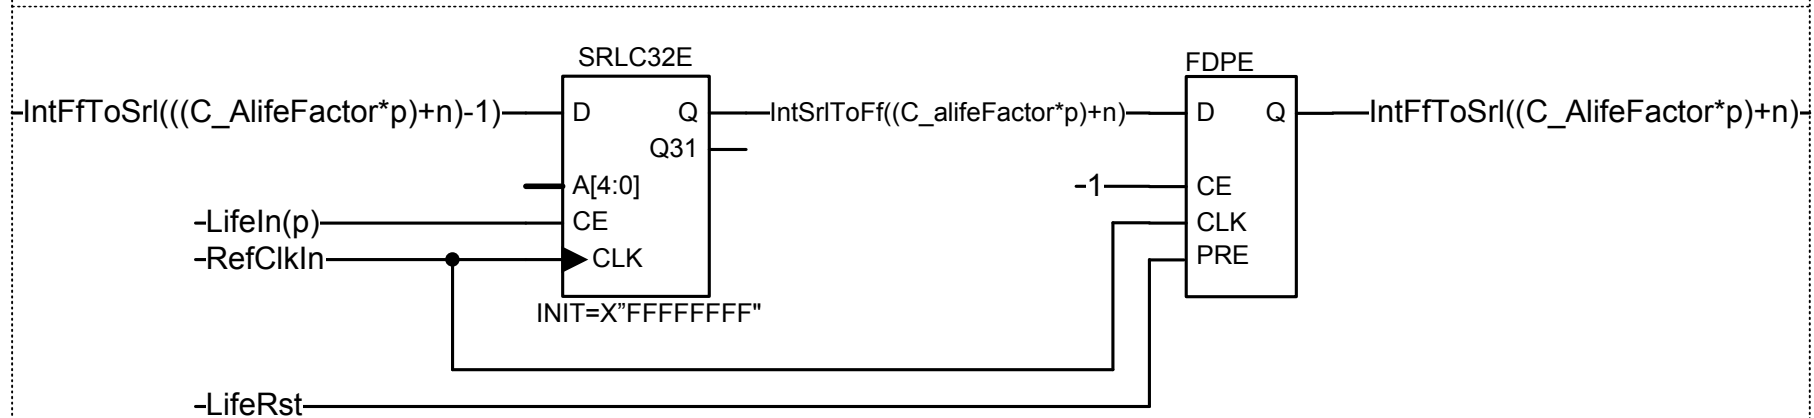 SRLC32E
FDPE
IntFfToSrl(((C_AlifeFactor*p)+n)-1)
D
Q
IntSrlToFf((C_alifeFactor*p)+n)
D
Q
IntFfToSrl((C_AlifeFactor*p)+n)
Q31
A[4:0]
1
CE
LifeIn(p)
CE
CLK
RefClkIn
CLK
PRE
INIT=X”FFFFFFFF"
LifeRst